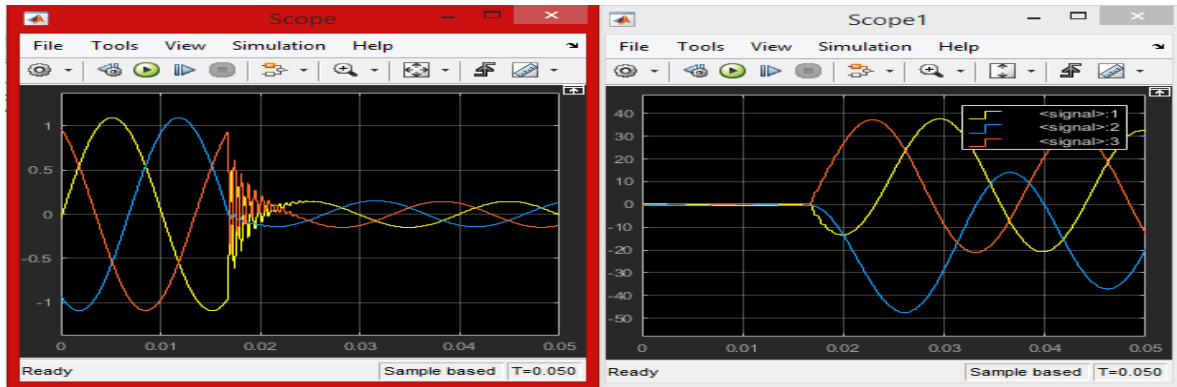 Scope
File Tools View Simulation Help
1
0.5
0
-0.5
-1
0 0.01 0.02 0.03 0.04 0.05
Ready Sample based T=0.050
Scope1
File Tools View Simulation Help
<signal>:1
<signal>:2
<signal>:3
40
30
20
10
0
-10
-20
-30
-40
-50
0 0.01 0.02 0.03 0.04 0.05
Ready Sample based T=0.050